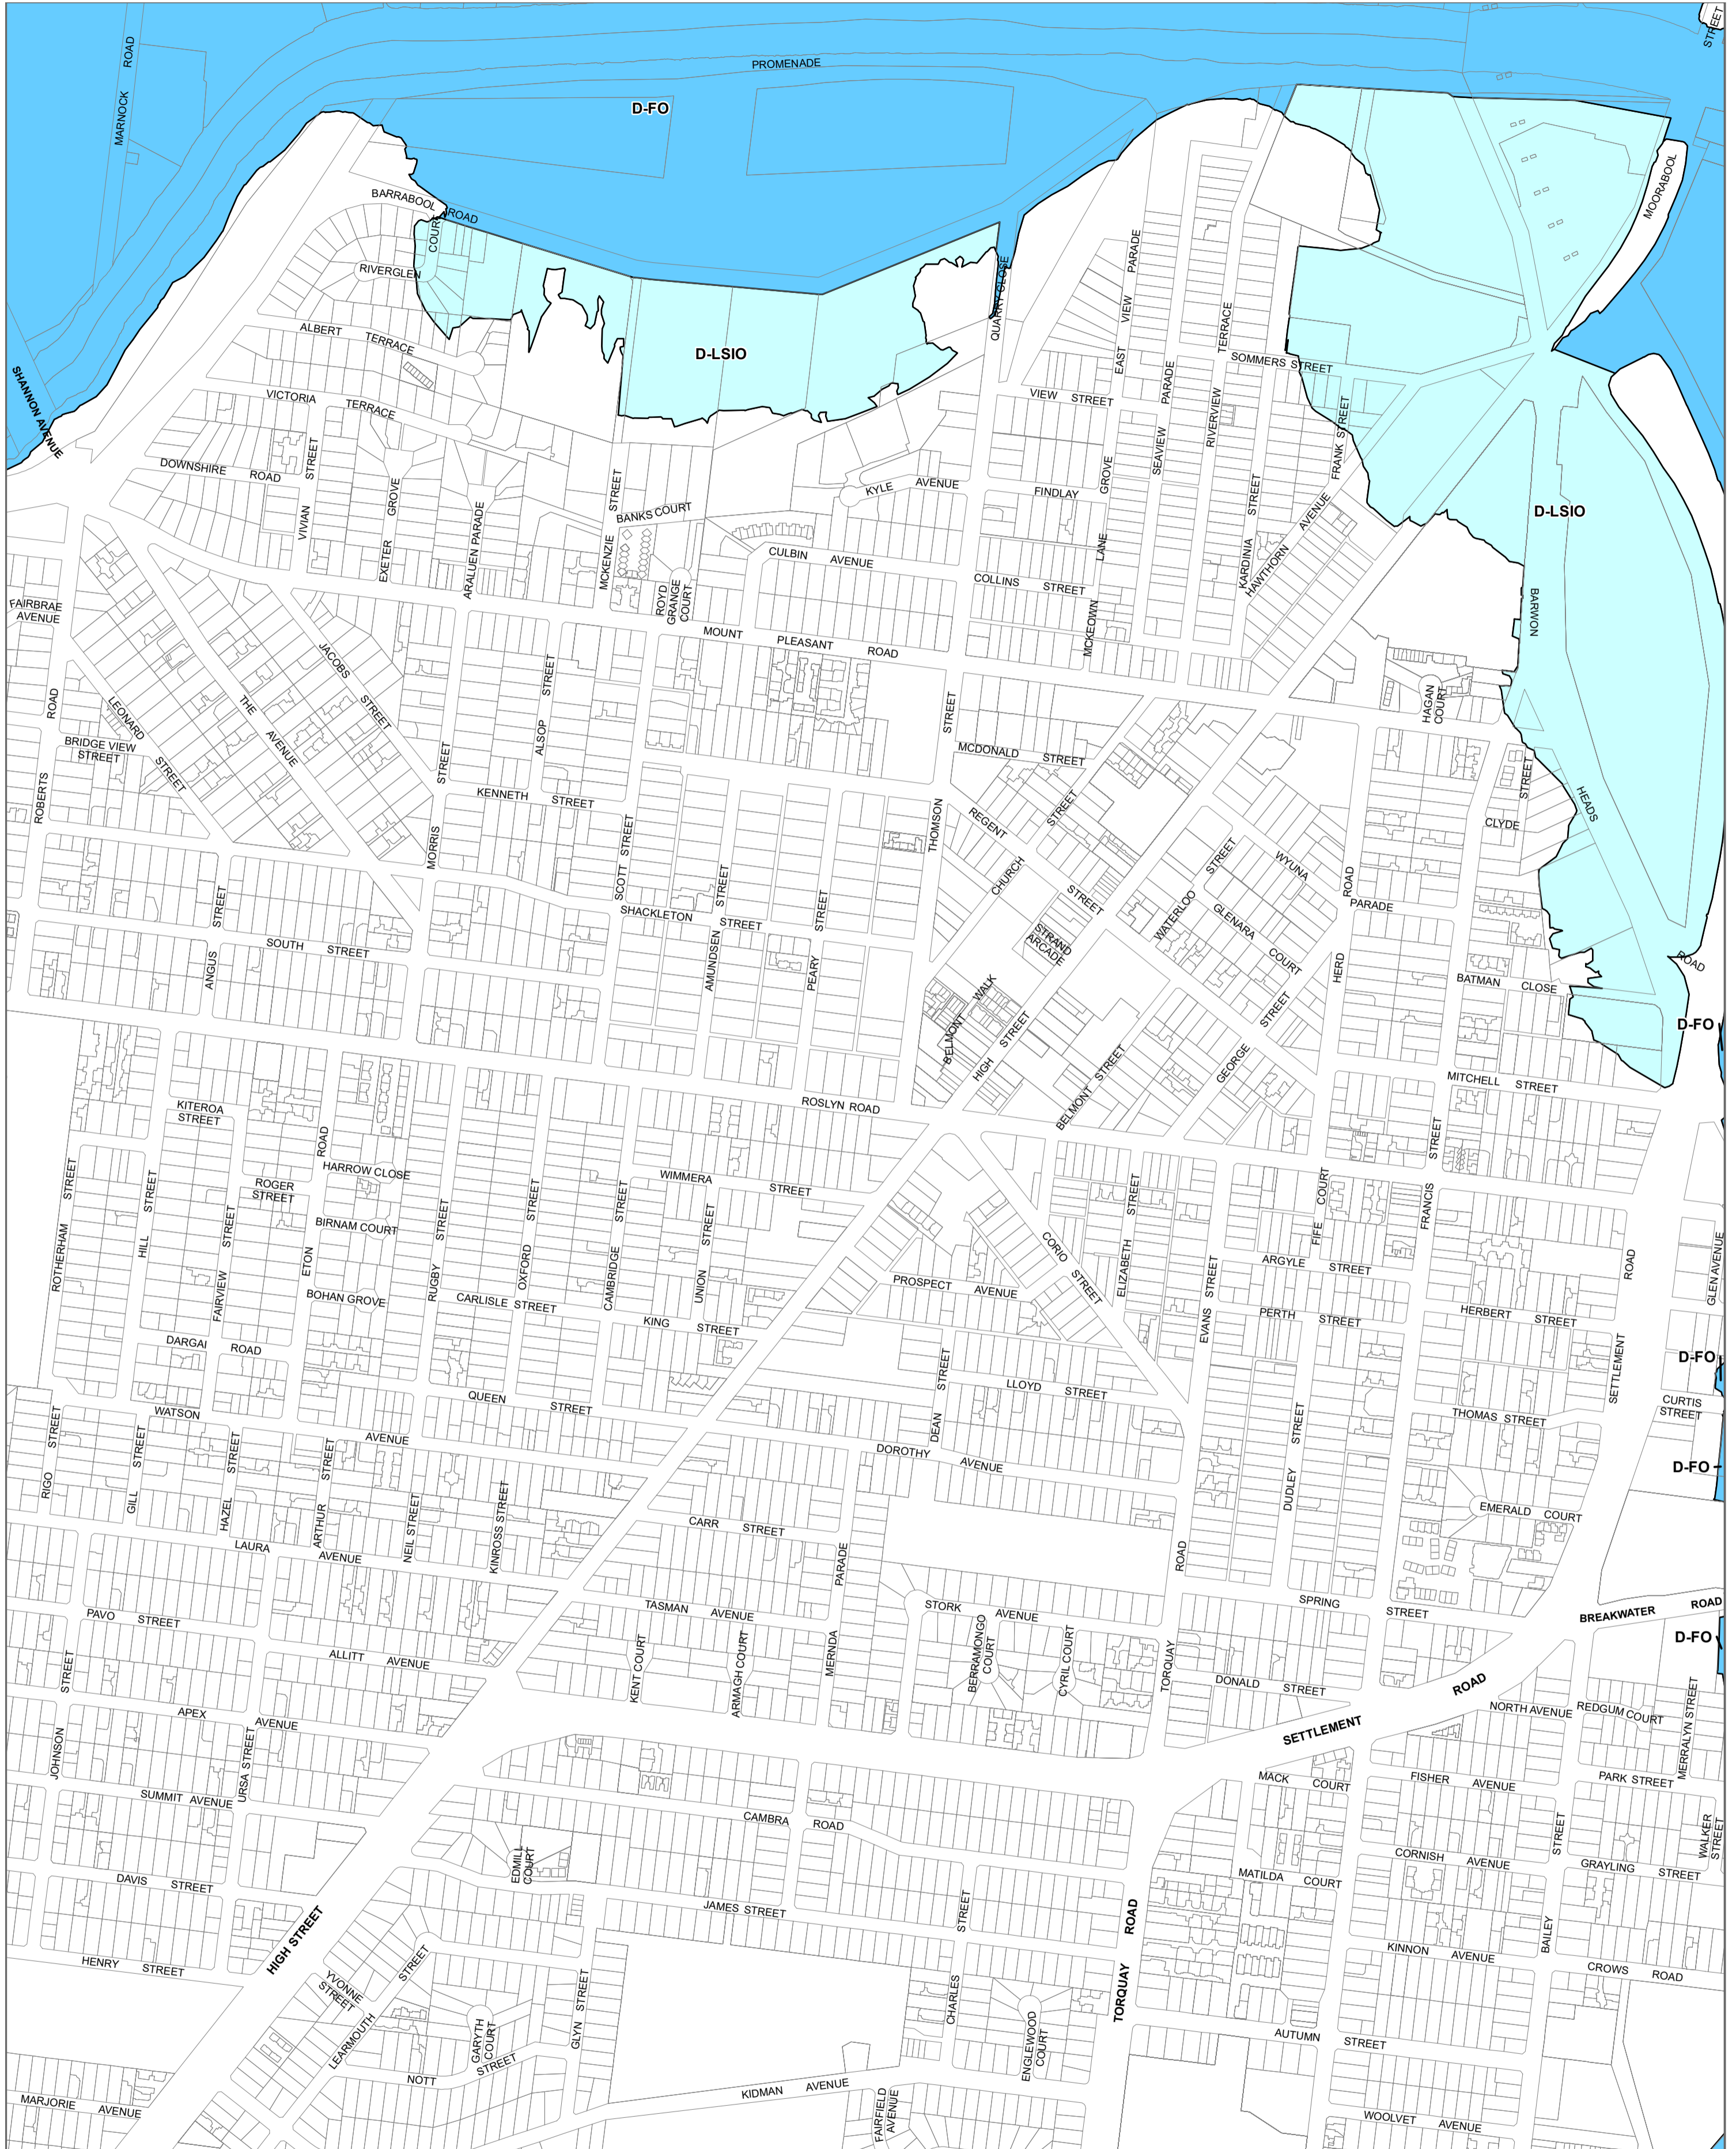 STREET
MARNOCK ROAD
PROMENADE
D-FO
MOORABOOL
BARRABOOL ROAD
COURT
RIVERGLEN
EAST VIEW PARADE
QUARRY CLOSE
ALBERT TERRACE
D-LSIO
TERRACE
SOMMERS STREET
SHANNON AVENUE
VICTORIA TERRACE
VIEW STREET
SEAVIEW PARADE
RIVERVIEW
FRANK STREET
DOWNSHIRE ROAD
VIVIAN STREET
EXETER GROVE
ARALUEN PARADE
MCKENZIE STREET
BANKS COURT
KYLE AVENUE
FINDLAY
GROVE
KARDINIA STREET
HAWTHORN AVENUE
D-LSIO
CULBIN AVENUE
COLLINS STREET
MCKEOWN LANE
ROYD
GRANGE
COURT
BARWON
FAIRBRAE
AVENUE
MOUNT PLEASANT ROAD
JACOBS STREET
THE AVENUE
LEONARD STREET
ROBERTS ROAD
BRIDGE VIEW
STREET
ALSOP STREET
HAGAN
COURT
MCDONALD STREET
THOMSON STREET
KENNETH STREET
MORRIS STREET
SCOTT STREET
REGENT STREET
CHURCH STREET
CLYDE STREET
HEADS
WYUNA
PARADE
WATERLOO STREET
GLENARA COURT
HERD ROAD
SHACKLETON STREET
AMUNDSEN STREET
PEARY STREET
STRAND
ARCADE
SOUTH STREET
ANGUS STREET
BATMAN CLOSE
ROAD
BELMONT WALK
HIGH STREET
GEORGE STREET
D-FO
BELMONT STREET
MITCHELL STREET
KITEROA
STREET
ROSLYN ROAD
HARROW CLOSE
ROGER
STREET
WIMMERA STREET
BIRNAM COURT
ROTHERHAM STREET
HILL STREET
FAIRVIEW STREET
ETON ROAD
RUGBY STREET
OXFORD STREET
CAMBRIDGE STREET
UNION STREET
CORIO STREET
ELIZABETH STREET
EVANS STREET
FIFE COURT
FRANCIS STREET
ARGYLE STREET
PROSPECT AVENUE
BOHAN GROVE
CARLISLE STREET
KING STREET
PERTH STREET
HERBERT STREET
SETTLEMENT ROAD
GLEN AVENUE
DARGAI ROAD
D-FO
LLOYD STREET
DEAN STREET
QUEEN STREET
CURTIS
STREET
WATSON AVENUE
THOMAS STREET
DOROTHY AVENUE
DUDLEY STREET
D-FO
RIGO STREET
GILL STREET
HAZEL STREET
ARTHUR STREET
NEIL STREET
KINROSS STREET
CARR STREET
EMERALD COURT
LAURA AVENUE
MERNDA PARADE
STORK AVENUE
TASMAN AVENUE
SPRING STREET
BREAKWATER ROAD
PAVO STREET
D-FO
ALLITT AVENUE
KENT COURT
ARMAGH COURT
BERRAMONGO
COURT
CYRIL COURT
TORQUAY ROAD
DONALD STREET
SETTLEMENT ROAD
NORTH AVENUE
REDGUM COURT
MERRALYN STREET
APEX AVENUE
JOHNSON STREET
URSA STREET
MACK COURT
FISHER AVENUE
PARK STREET
SUMMIT AVENUE
CAMBRA ROAD
WALKER
STREET
EDMILL
COURT
CORNISH AVENUE
GRAYLING STREET
DAVIS STREET
MATILDA COURT
JAMES STREET
HIGH STREET
BAILEY STREET
KINNON AVENUE
HENRY STREET
CROWS ROAD
YVONNE
STREET
LEARMOUTH STREET
GARYTH
COURT
GLYN STREET
CHARLES STREET
ENGLEWOOD
COURT
TORQUAY ROAD
AUTUMN STREET
NOTT STREET
KIDMAN AVENUE
FAIRFIELD
AVENUE
MARJORIE AVENUE
WOOLVET AVENUE